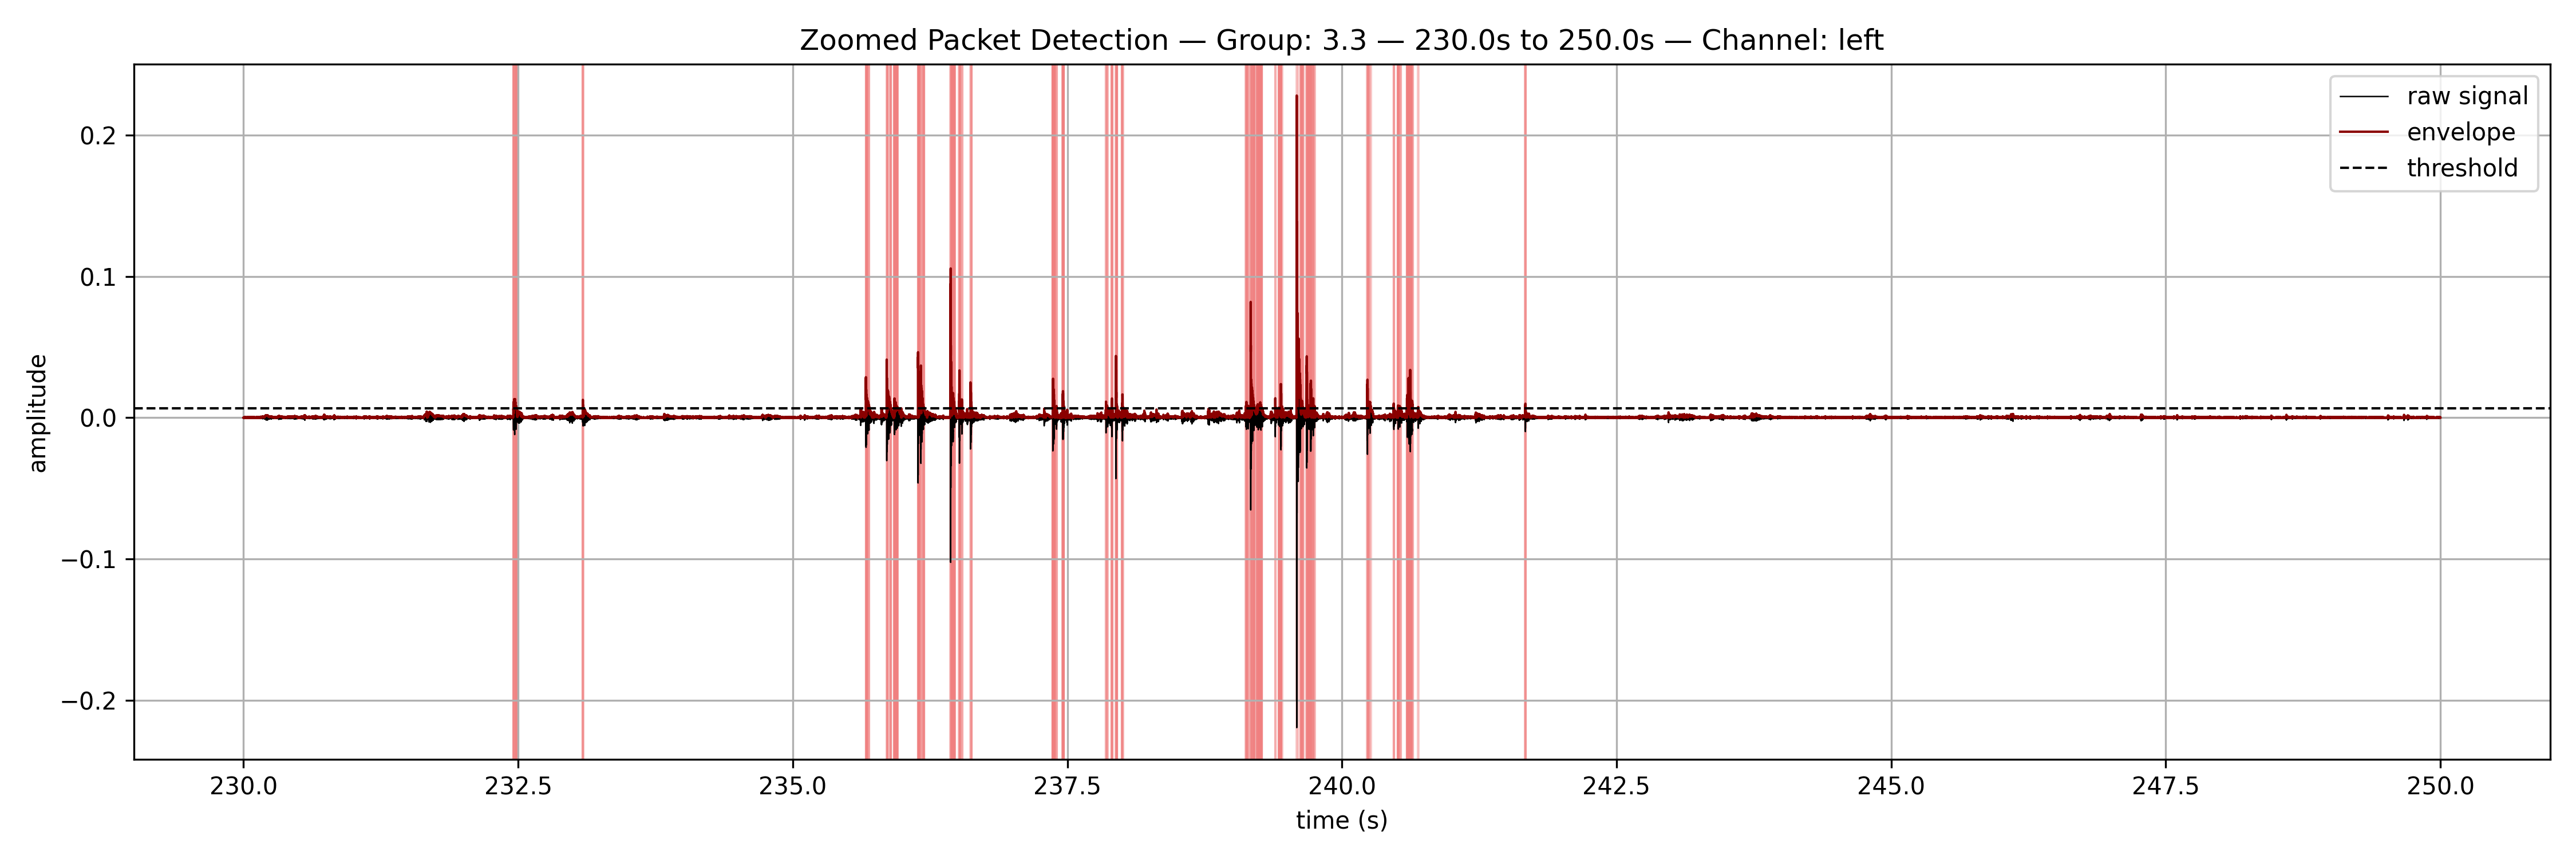 Zoomed Packet Detection — Group: 3.3 — 230.0s to 250.0s — Channel: left
raw signal
envelope
threshold
0.2
0.1
0.0
−0.1
−0.2
amplitude
230.0 232.5 235.0 237.5 240.0 242.5 245.0 247.5 250.0
time (s)